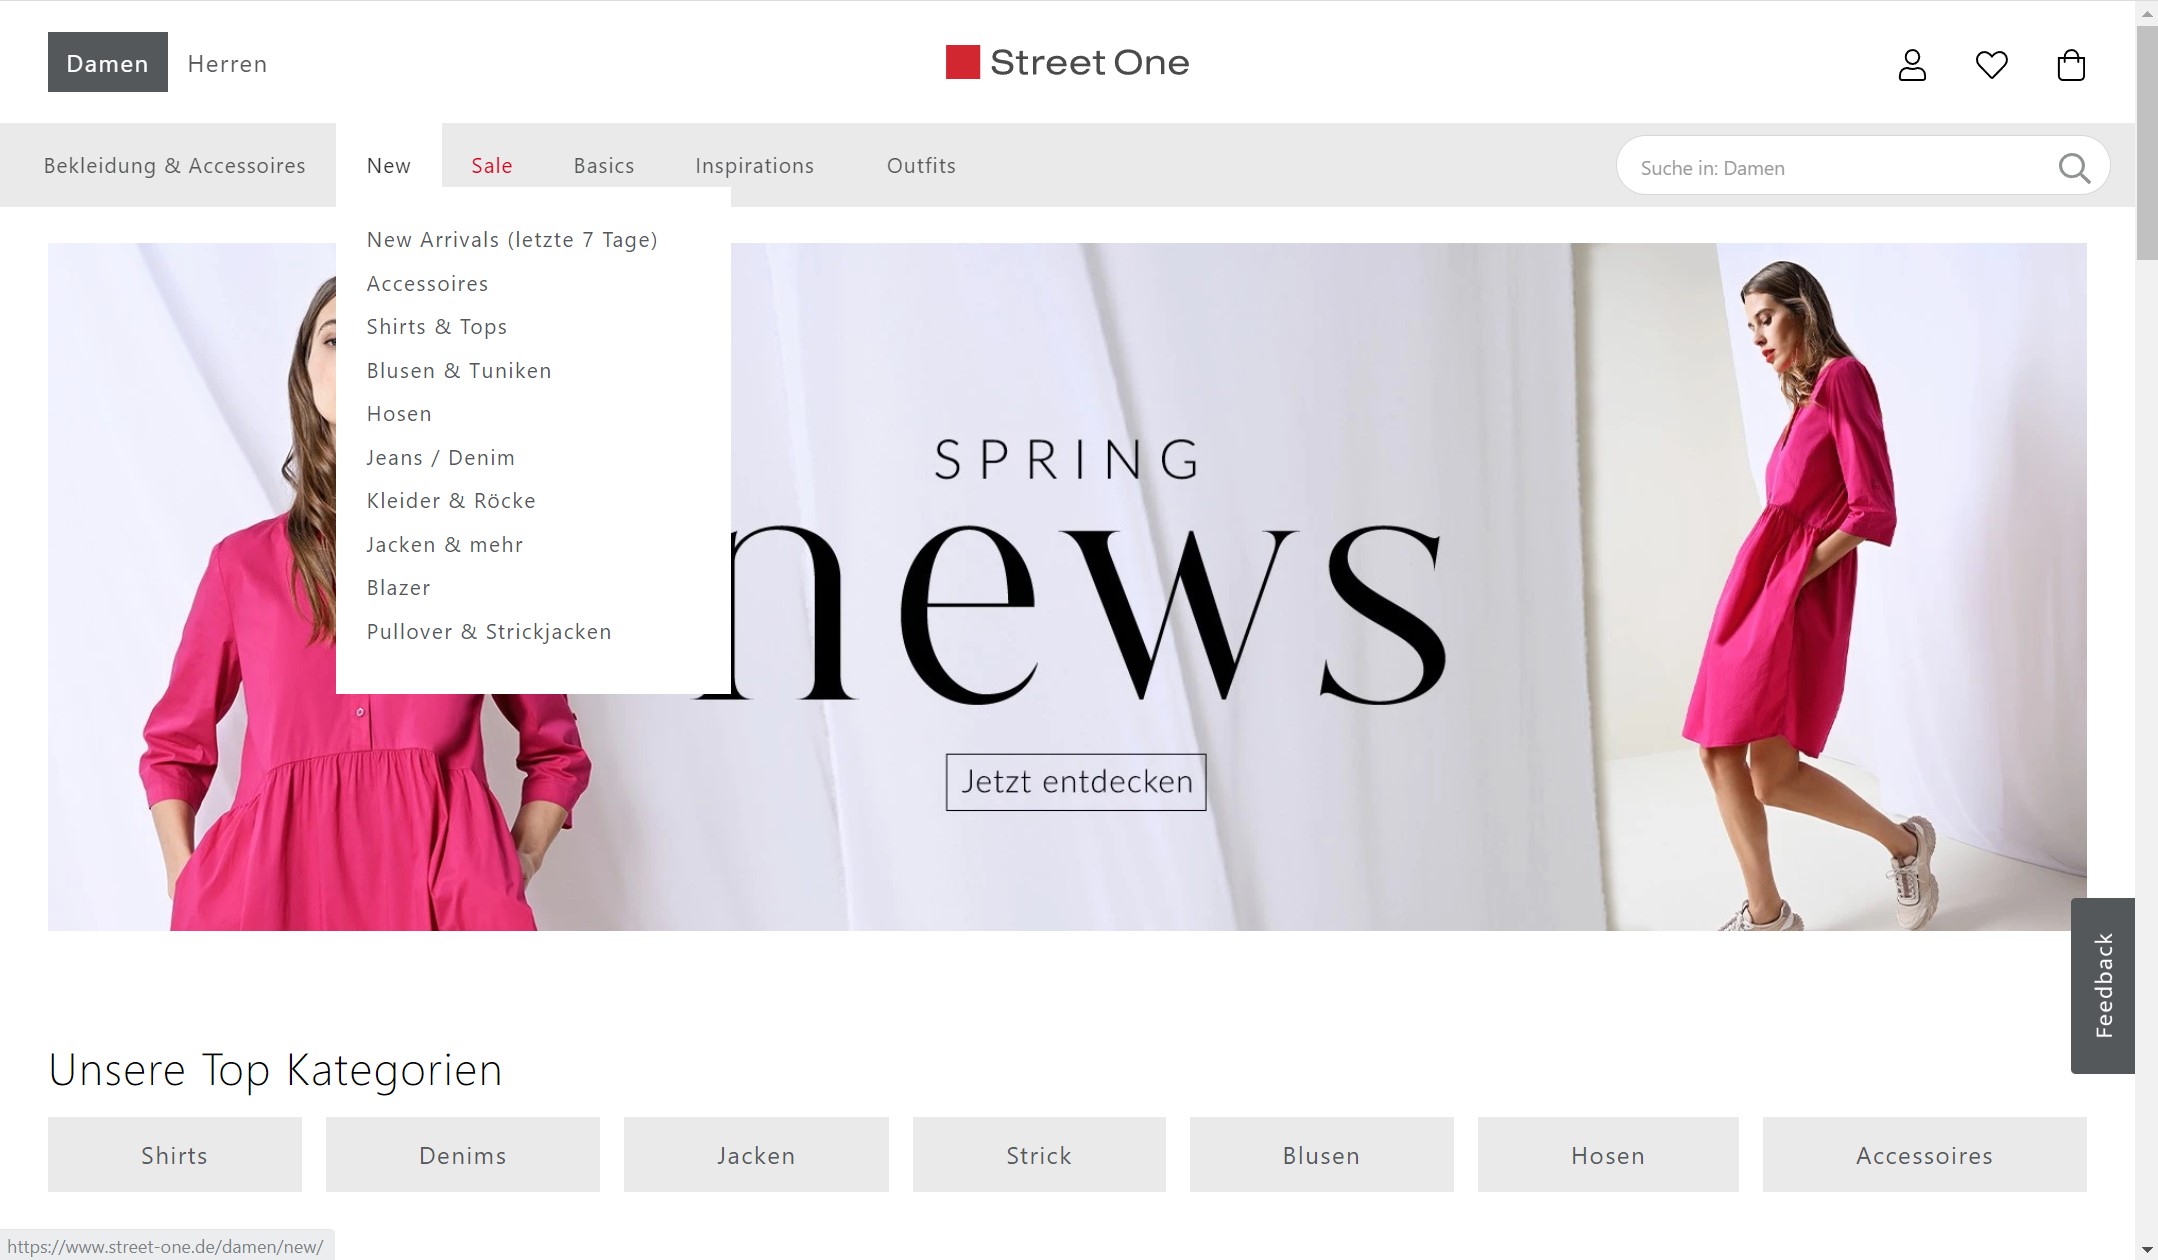 Damen
Herren
Street One
Bekleidung & Accessoires
New
Sale
Basics
Inspirations
Outfits
Suche in: Damen
New Arrivals (letzte 7 Tage)
Accessoires
Shirts & Tops
Blusen & Tuniken
Hosen
Jeans / Denim
Kleider & Röcke
Jacken & mehr
Blazer
Pullover & Strickjacken
SPRING
news
Jetzt entdecken
Feedback
Unsere Top Kategorien
Shirts
Denims
Jacken
Strick
Blusen
Hosen
Accessoires
https://www.street-one.de/damen/new/